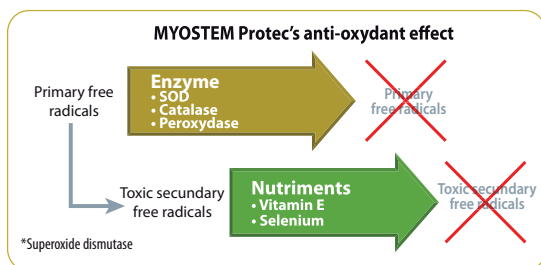 MYOSTEM Protec's anti-oxydant effect
Primary free
radicals
Enzyme
• SOD
• Catalase
• Peroxydase
Primary
free radicals
Toxic secundary
free radicals
Nutriments
• Vitamin E
• Selenium
Toxic secundary
free radicals
*Superoxide dismutase